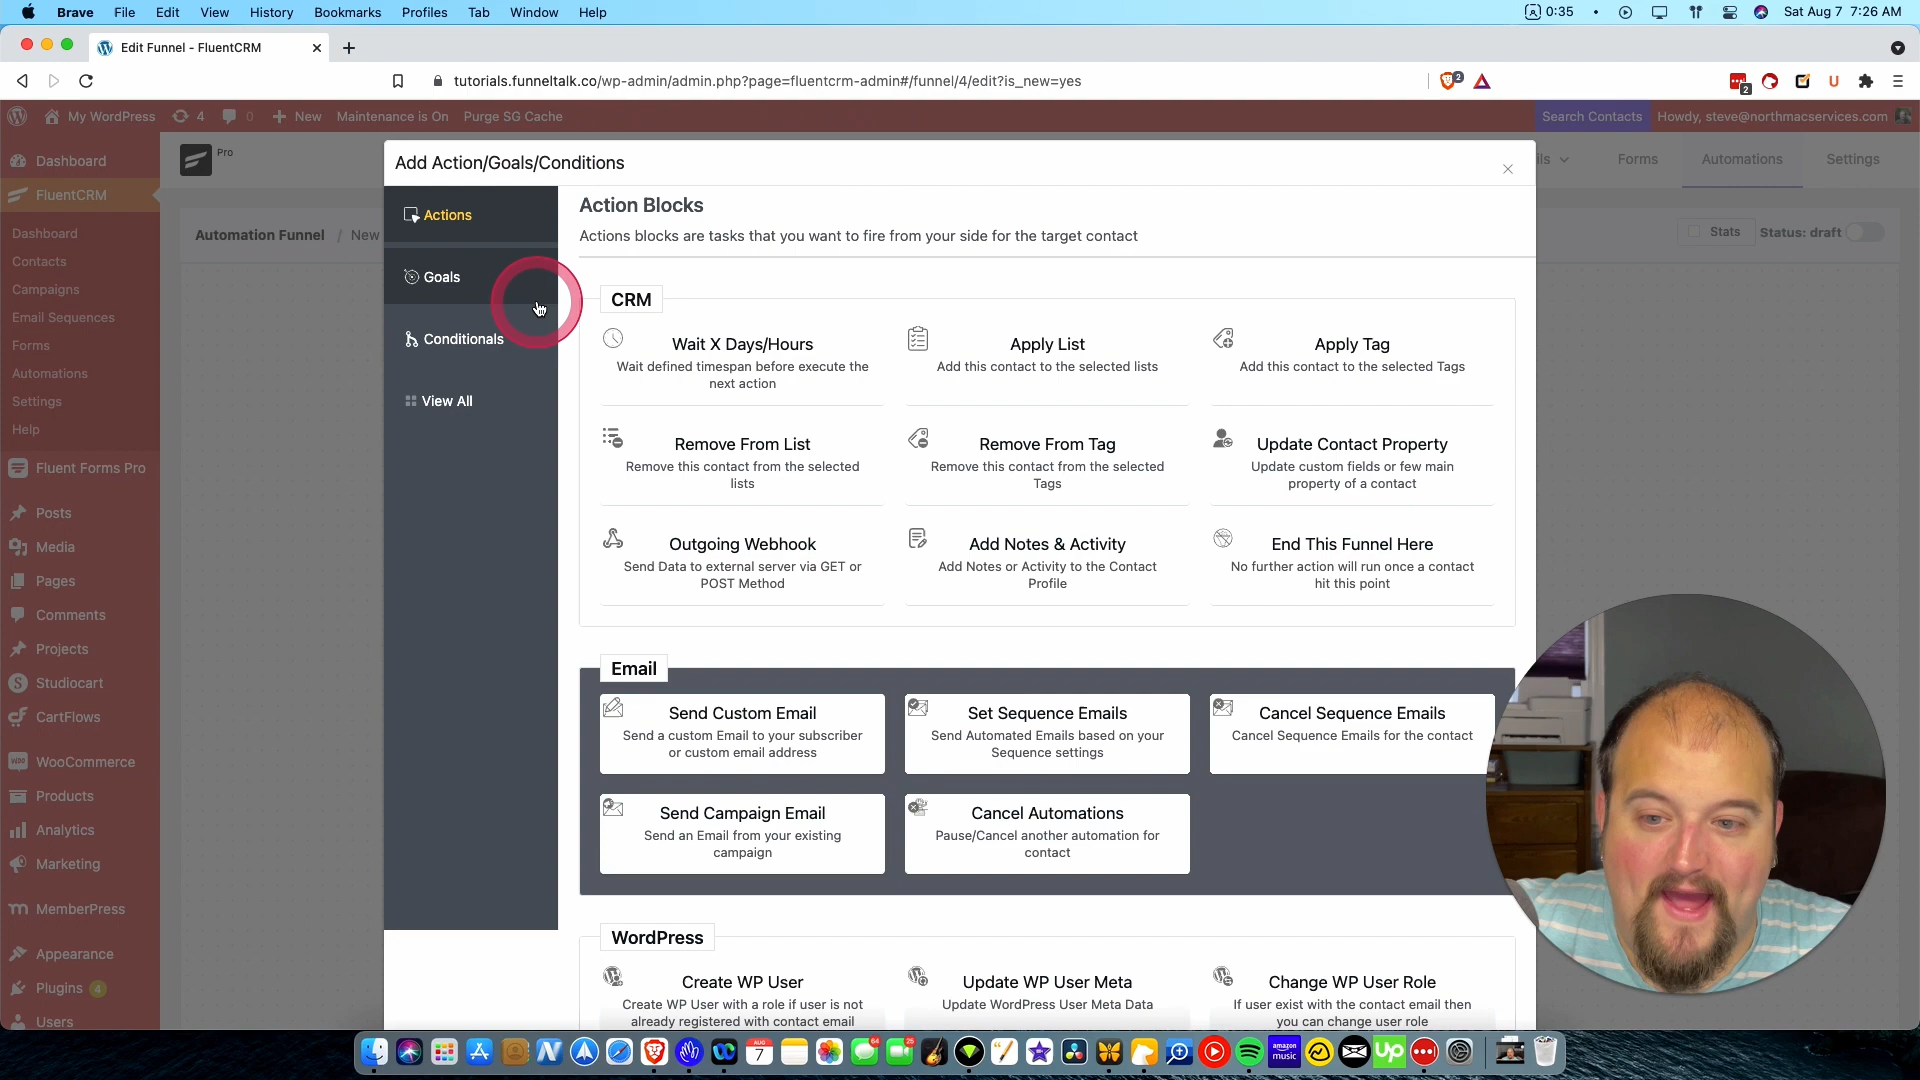 Brave File Edit View History Bookmarks Profiles Tab Window Help
0:35
Sat Aug 7 7:26 AM
Edit Funnel - FluentCRM
tutorials.funneltalk.co/wp-admin/admin.php?page=fluentcrm-admin#/funnel/4/edit?is_new=yes
2
2
U
My WordPress
4
0
New
Maintenance is On
Purge SG Cache
Search Contacts
Howdy, steve@northmacservices.com
Dashboard
FluentCRM
Dashboard
Contacts
Campaigns
Email Sequences
Forms
Automations
Settings
Help
Fluent Forms Pro
Posts
Media
Pages
Comments
Projects
Studiocart
CartFlows
WooCommerce
Products
Analytics
Marketing
MemberPress
Appearance
Plugins 4
Users
Pro
ils
Forms
Automations
Settings
Automation Funnel / New
Stats
Status: draft
Add Action/Goals/Conditions
Actions
Goals
Conditionals
View All
Action Blocks
Actions blocks are tasks that you want to fire from your side for the target contact
CRM
Wait X Days/Hours
Wait defined timespan before execute the
next action
Apply List
Add this contact to the selected lists
Apply Tag
Add this contact to the selected Tags
Remove From List
Remove this contact from the selected
lists
Remove From Tag
Remove this contact from the selected
Tags
Update Contact Property
Update custom fields or few main
property of a contact
Outgoing Webhook
Send Data to external server via GET or
POST Method
Add Notes & Activity
Add Notes or Activity to the Contact
Profile
End This Funnel Here
No further action will run once a contact
hit this point
Email
Send Custom Email
Send a custom Email to your subscriber
or custom email address
Set Sequence Emails
Send Automated Emails based on your
Sequence settings
Cancel Sequence Emails
Cancel Sequence Emails for the contact
Send Campaign Email
Send an Email from your existing
campaign
Cancel Automations
Pause/Cancel another automation for
contact
WordPress
Create WP User
Create WP User with a role if user is not
already registered with contact email
Update WP User Meta
Update WordPress User Meta Data
Change WP User Role
If user exist with the contact email then
you can change user role
AUG
7
amazon
music
Up